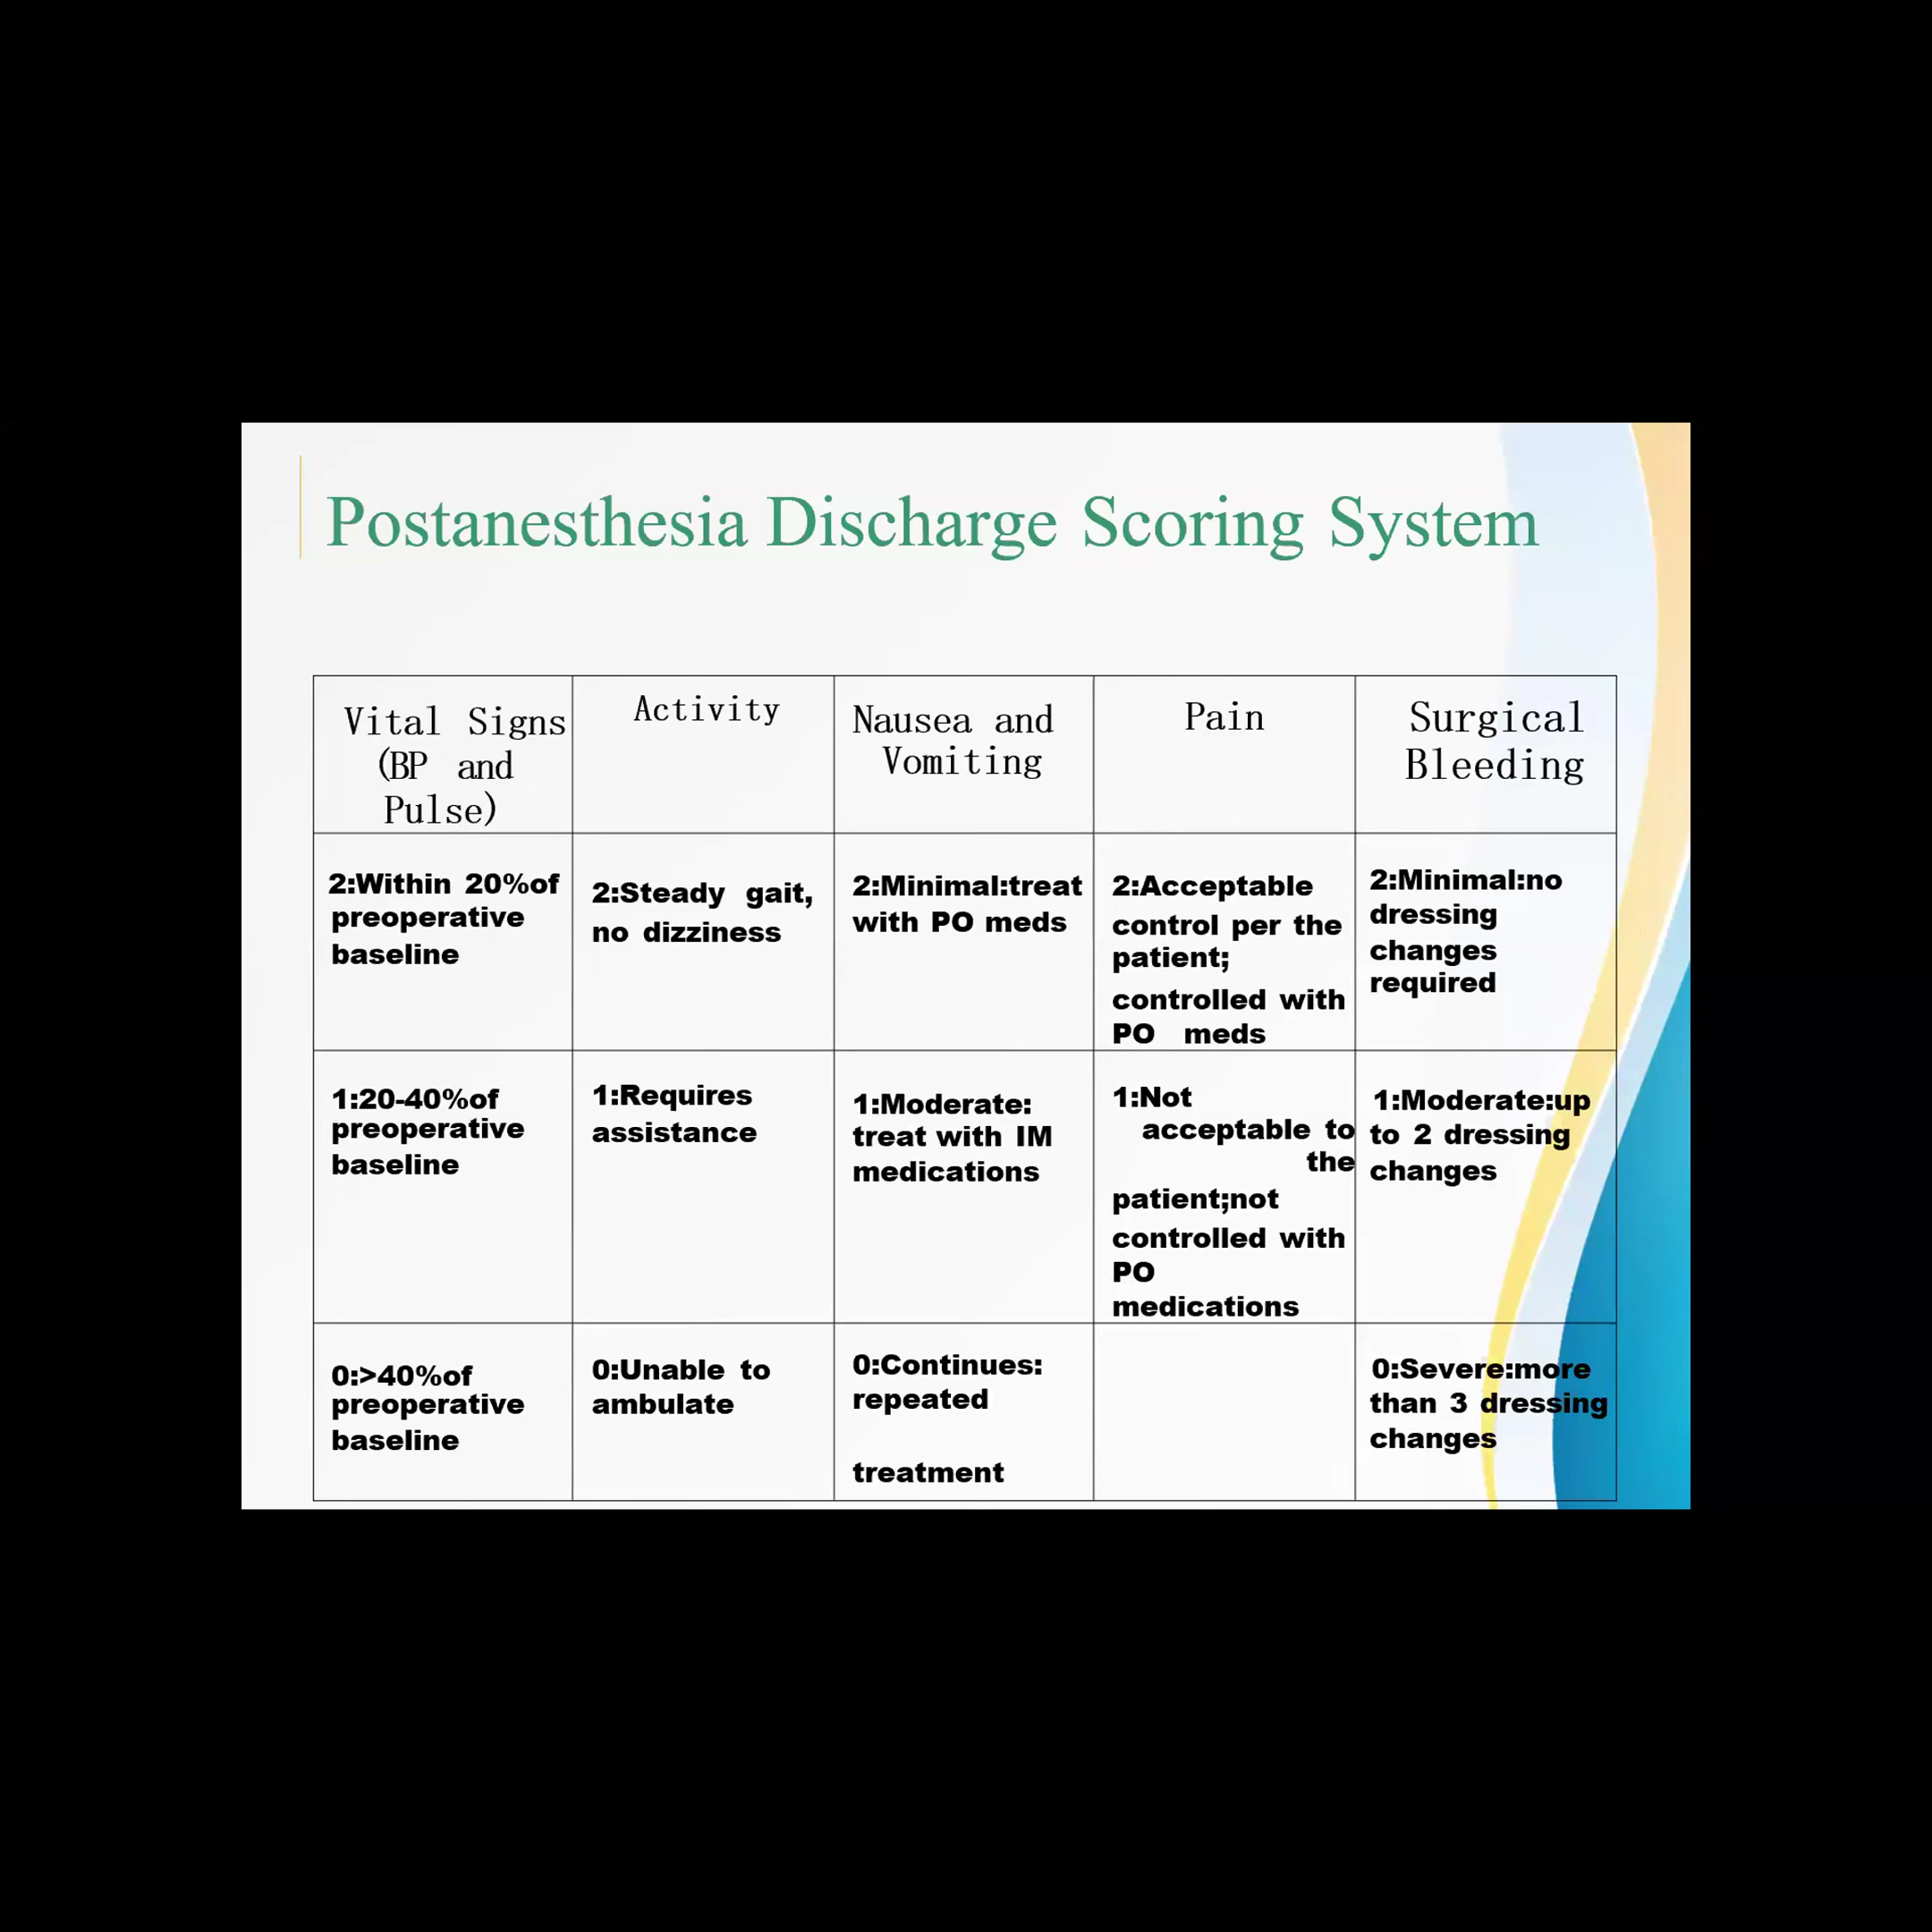 Postanesthesia Discharge Scoring System
Vital Signs
(BP and
Pulse)
Activity
Nausea and
Vomiting
Pain
Surgical
Bleeding
2:Within 20%of
preoperative
baseline
2:Steady gait,
no dizziness
2:Minimal:treat
with PO meds
2:Acceptable
control per the
patient;
controlled with
PO meds
2:Minimal:no
dressing
changes
required
1:20-40%of
preoperative
baseline
1:Requires
assistance
1:Moderate:
treat with IM
medications
1:Not
acceptable to
the
patient;not
controlled with
PO
medications
1:Moderate:up
to 2 dressing
changes
0:>40%of
preoperative
baseline
0:Unable to
ambulate
0:Continues:
repeated
treatment
0:Severe:more
than 3 dressing
changes